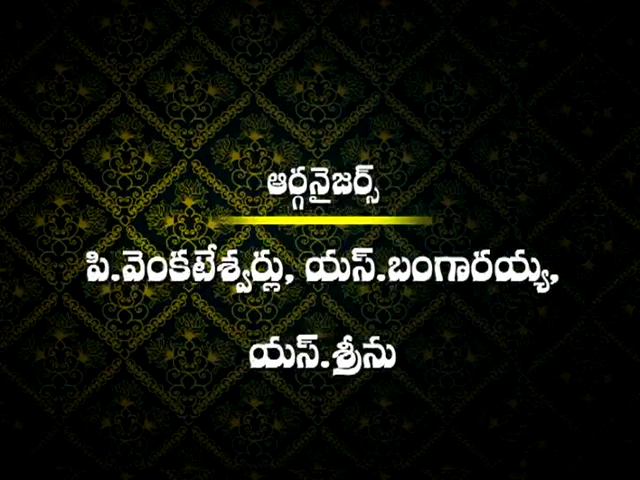 ఆర్గనైజర్స్
పి.వెంకటేశ్వర్లు, యస్.బంగారయ్య,
యస్.శ్రీను